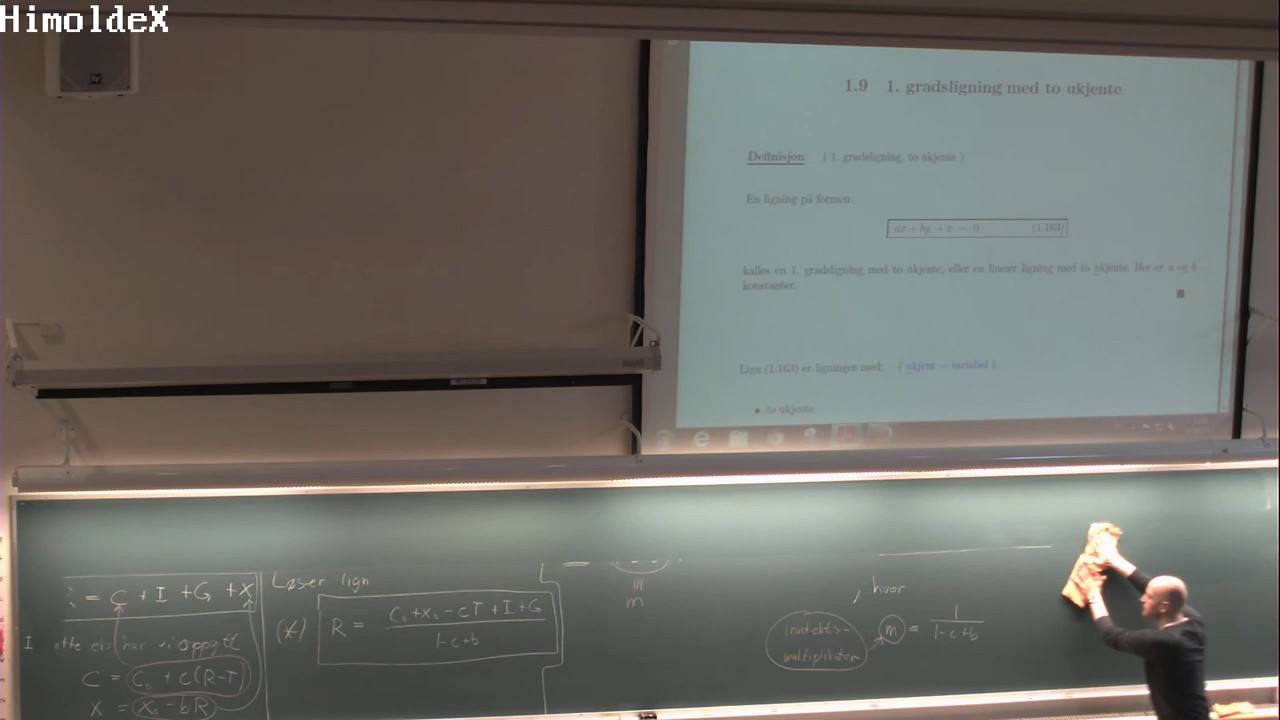 HimoldeX
1.9 1. gradsligning med to ukjente
Definisjon: ( 1. gradsligning, to ukjente )
En ligning på formen:
ax + by + c = 0 (1.163)
kalles en 1. gradsligning med to ukjente, eller en lineær ligning med to ukjente. Her er a og b
konstanter.
Lign.(1.163) er ligninger med: ( ukjent = variabel )
• to ukjente
= C + I + G + X
I
har vi oppgitt
C = C₀ + c(R-T)
X = X₀ - bR
Løser lign
(*) R = C₀ + X₀ - cT + I + G
1-c+b
=
m
, hvor
inntekts-
multiplikator
m = 1
1-c+b